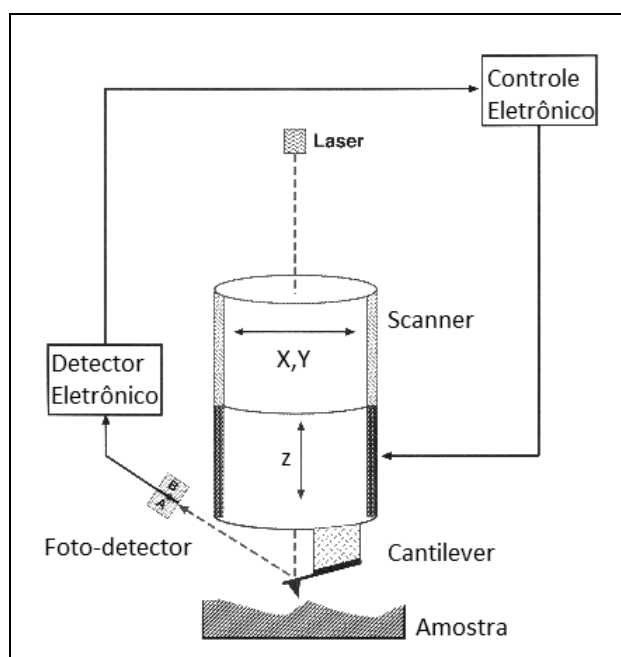 Controle
Eletrônico
Laser
Scanner
X,Y
Detector
Eletrônico
Z
B
A
Foto-detector
Cantilever
Amostra